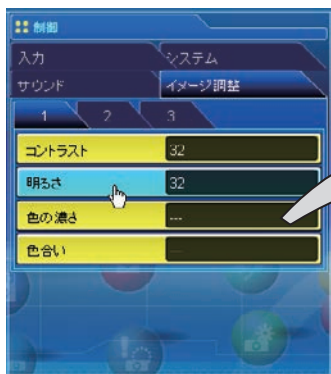 制御
入力 システム
サウンド イメージ調整
1 2 3
コントラスト 32
明るさ 32
色の濃さ ---
色合い ---